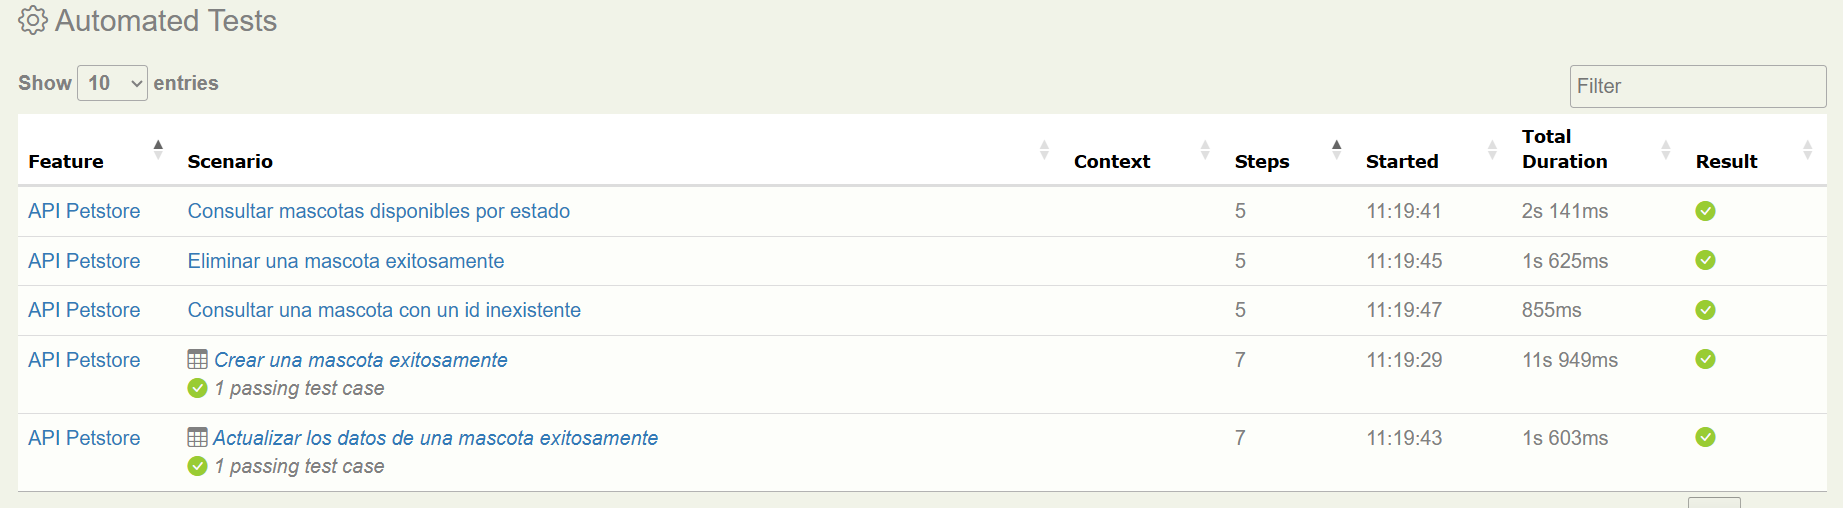 Automated Tests
Show 10 entries
Filter
Feature Scenario Context Steps Started Total Duration Result
API Petstore Consultar mascotas disponibles por estado 5 11:19:41 2s 141ms
API Petstore Eliminar una mascota exitosamente 5 11:19:45 1s 625ms
API Petstore Consultar una mascota con un id inexistente 5 11:19:47 855ms
API Petstore Crear una mascota exitosamente 7 11:19:29 11s 949ms
1 passing test case
API Petstore Actualizar los datos de una mascota exitosamente 7 11:19:43 1s 603ms
1 passing test case